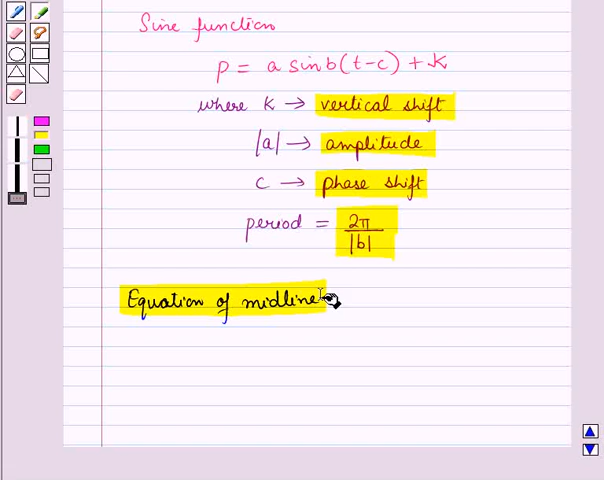 Sine function
p = a sin b(t-c) + K
where K → vertical shift
|a| → amplitude
c → phase shift
period = 2π/|b|
Equation of midline